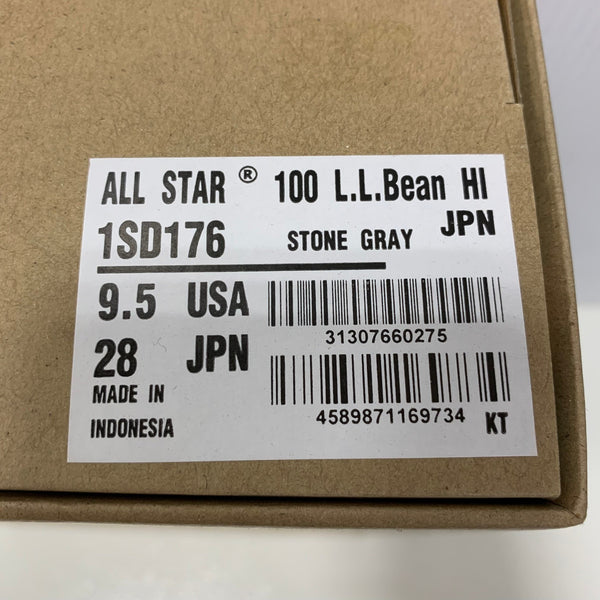 ALL STAR ® 100 L.L.Bean HI
1SD176 STONE GRAY JPN
9.5 USA
31307660275
28 JPN
MADE IN
INDONESIA
4589871169734 KT